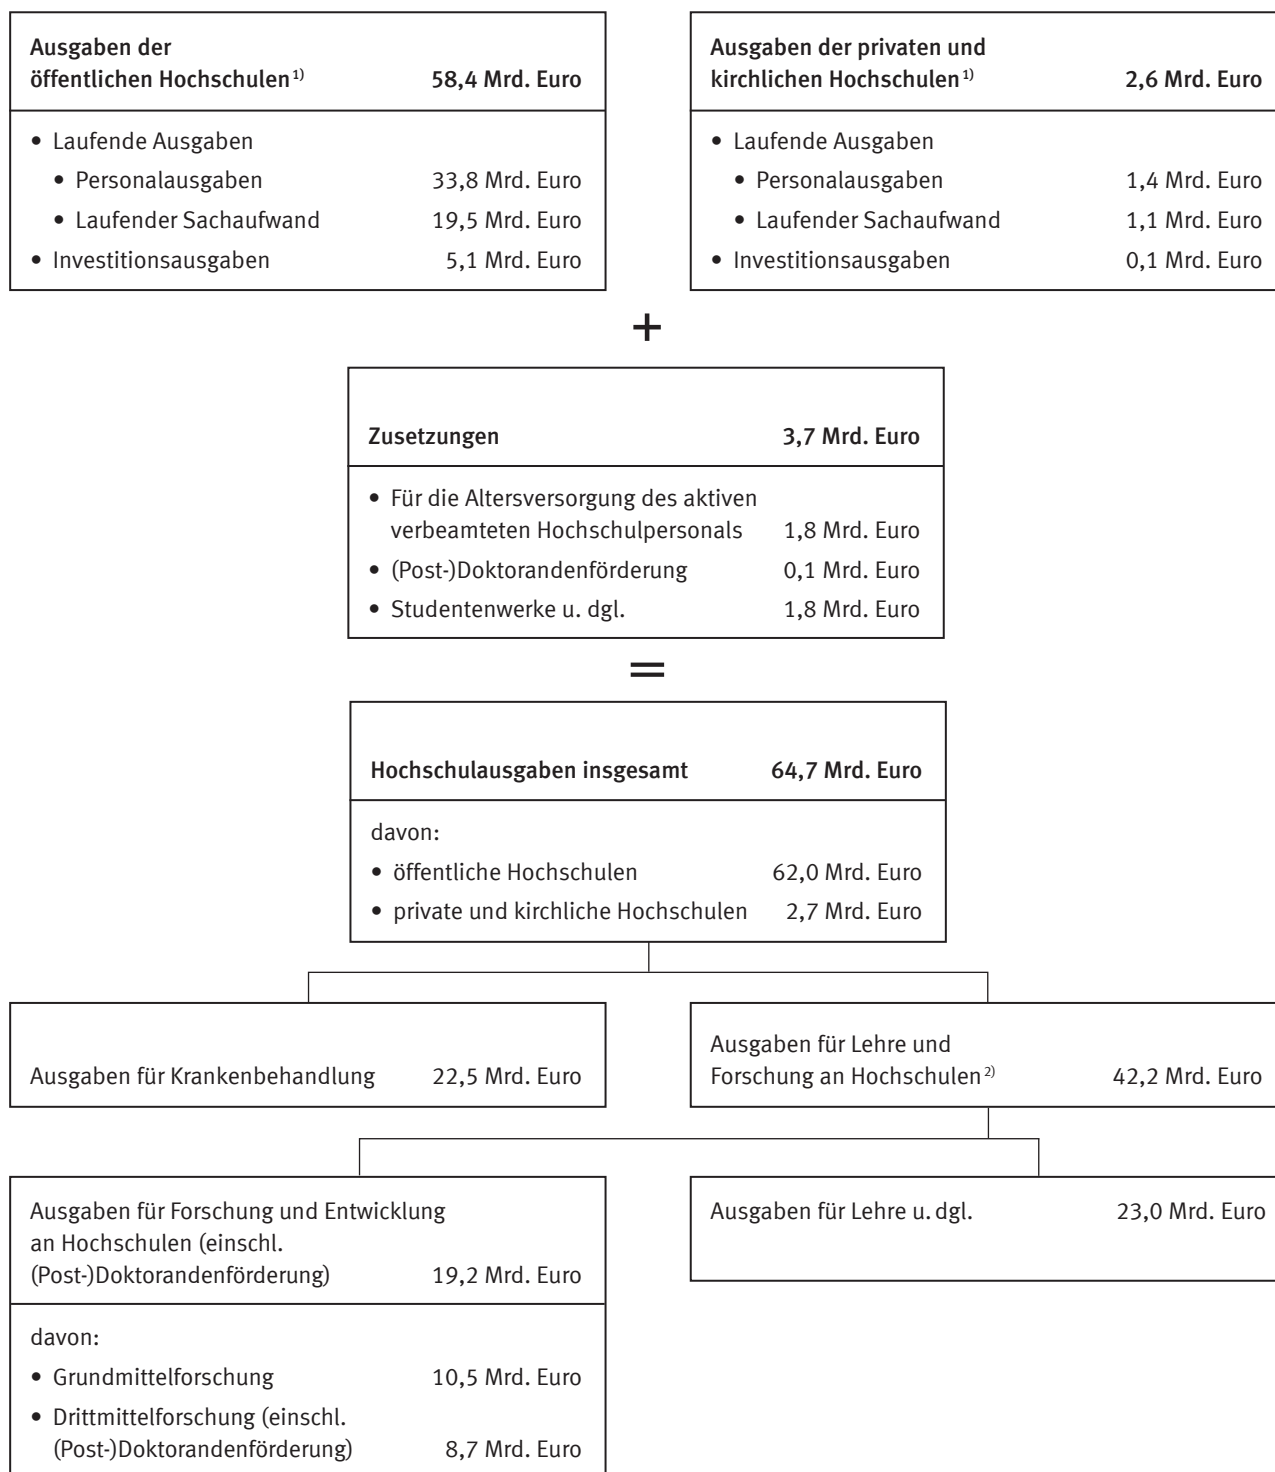 Ausgaben der
öffentlichen Hochschulen¹⁾ 58,4 Mrd. Euro
• Laufende Ausgaben
• Personalausgaben 33,8 Mrd. Euro
• Laufender Sachaufwand 19,5 Mrd. Euro
• Investitionsausgaben 5,1 Mrd. Euro
Ausgaben der privaten und
kirchlichen Hochschulen¹⁾ 2,6 Mrd. Euro
• Laufende Ausgaben
• Personalausgaben 1,4 Mrd. Euro
• Laufender Sachaufwand 1,1 Mrd. Euro
• Investitionsausgaben 0,1 Mrd. Euro
+
Zusetzungen 3,7 Mrd. Euro
• Für die Altersversorgung des aktiven
verbeamteten Hochschulpersonals 1,8 Mrd. Euro
• (Post-)Doktorandenförderung 0,1 Mrd. Euro
• Studentenwerke u. dgl. 1,8 Mrd. Euro
=
Hochschulausgaben insgesamt 64,7 Mrd. Euro
davon:
• öffentliche Hochschulen 62,0 Mrd. Euro
• private und kirchliche Hochschulen 2,7 Mrd. Euro
Ausgaben für Krankenbehandlung 22,5 Mrd. Euro
Ausgaben für Lehre und
Forschung an Hochschulen²⁾ 42,2 Mrd. Euro
Ausgaben für Forschung und Entwicklung
an Hochschulen (einschl.
(Post-)Doktorandenförderung) 19,2 Mrd. Euro
davon:
• Grundmittelforschung 10,5 Mrd. Euro
• Drittmittelforschung (einschl.
(Post-)Doktorandenförderung) 8,7 Mrd. Euro
Ausgaben für Lehre u. dgl. 23,0 Mrd. Euro